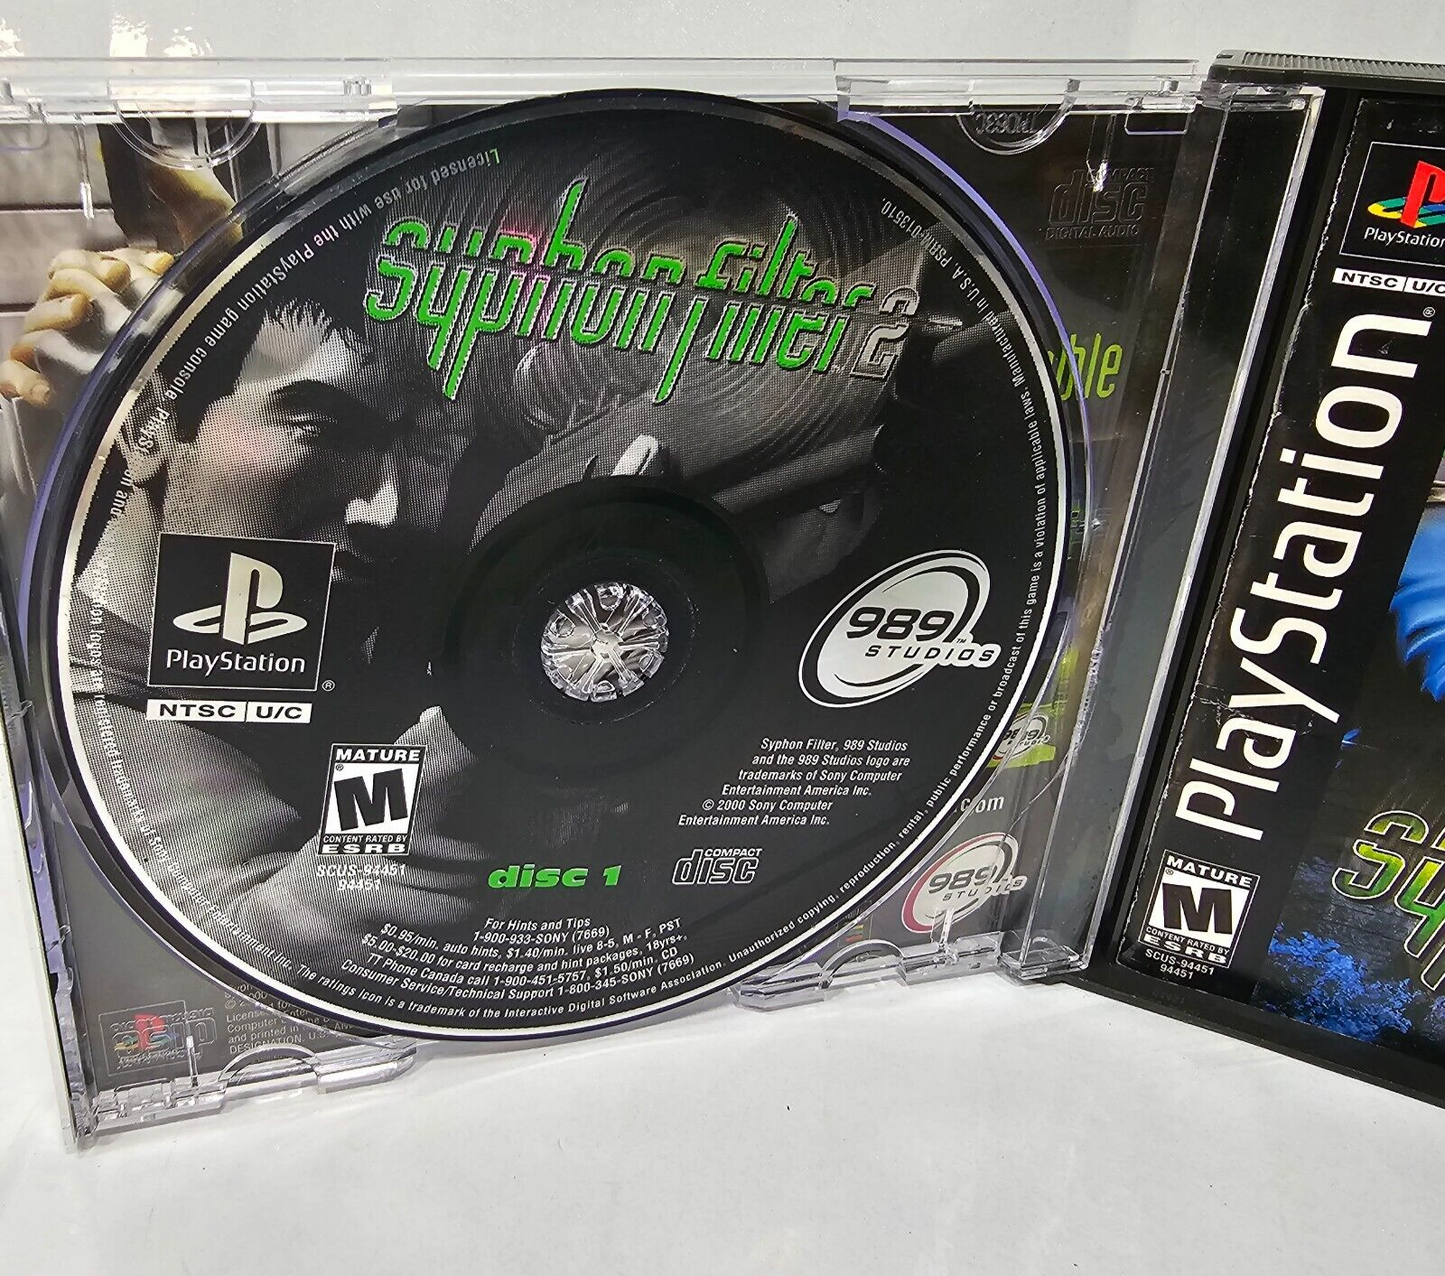 syphon filter 2
Licensed for use with the PlayStation game console.
Manufactured in U.S.A.
Unauthorized copying, reproduction, rental, public performance or broadcast of this game is a violation of applicable laws.
PlayStation
®
NTSC U/C
989™
STUDIOS
Syphon Filter, 989 Studios
and the 989 Studios logo are
trademarks of Sony Computer
Entertainment America Inc.
© 2000 Sony Computer
Entertainment America Inc.
MATURE
M
®
CONTENT RATED BY
ESRB
SCUS-94451
94451
disc 1
COMPACT
disc
For Hints and Tips
1-900-933-SONY (7669)
$0.95/min. auto hints, $1.40/min. live 8-5, M - F, PST
$5.00-$20.00 for card recharge and hint packages, 18yrs+,
TT Phone Canada call 1-900-451-5757, $1.50/min. CD
Consumer Service/Technical Support 1-800-345-SONY (7669)
The ratings icon is a trademark of the Interactive Digital Software Association.
COMPACT
disc
DIGITAL AUDIO
989
STUDIOS
989
STUDIOS
DESIGNATION.
PlayStation
NTSC U/C
PlayStation
®
MATURE
M
®
CONTENT RATED BY
ESRB
SCUS-94451
94451